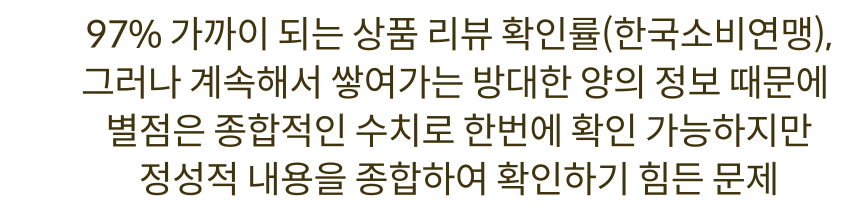 97% 가까이 되는 상품 리뷰 확인률(한국소비연맹),
그러나 계속해서 쌓여가는 방대한 양의 정보 때문에
별점은 종합적인 수치로 한번에 확인 가능하지만
정성적 내용을 종합하여 확인하기 힘든 문제